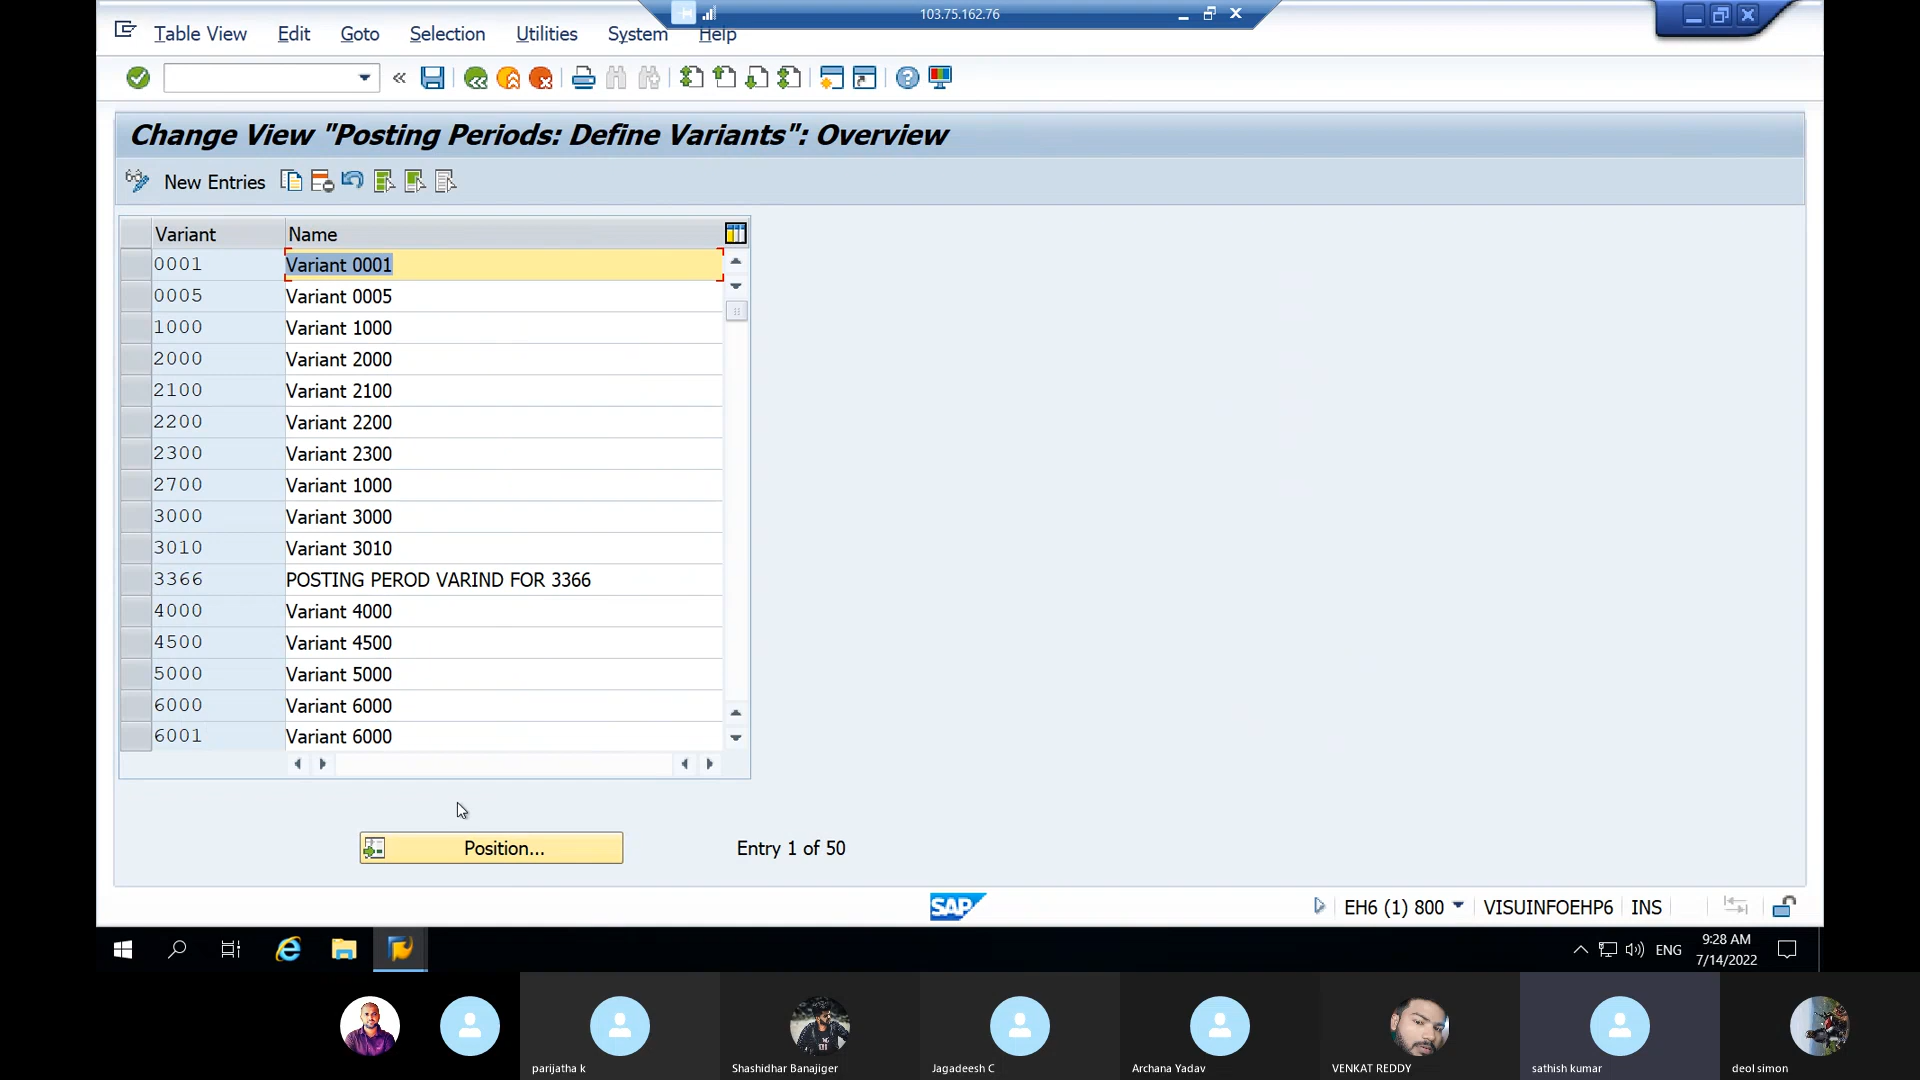 103.75.162.76
Table View Edit Goto Selection Utilities System Help
Change View "Posting Periods: Define Variants": Overview
New Entries
Variant Name
0001 Variant 0001
0005 Variant 0005
1000 Variant 1000
2000 Variant 2000
2100 Variant 2100
2200 Variant 2200
2300 Variant 2300
2700 Variant 1000
3000 Variant 3000
3010 Variant 3010
3366 POSTING PEROD VARIND FOR 3366
4000 Variant 4000
4500 Variant 4500
5000 Variant 5000
6000 Variant 6000
6001 Variant 6000
Position... Entry 1 of 50
SAP EH6 (1) 800 VISUINFOEHP6 INS
ENG 9:28 AM
7/14/2022
parijatha k Shashidhar Banajiger Jagadeesh C Archana Yadav VENKAT REDDY sathish kumar deol simon